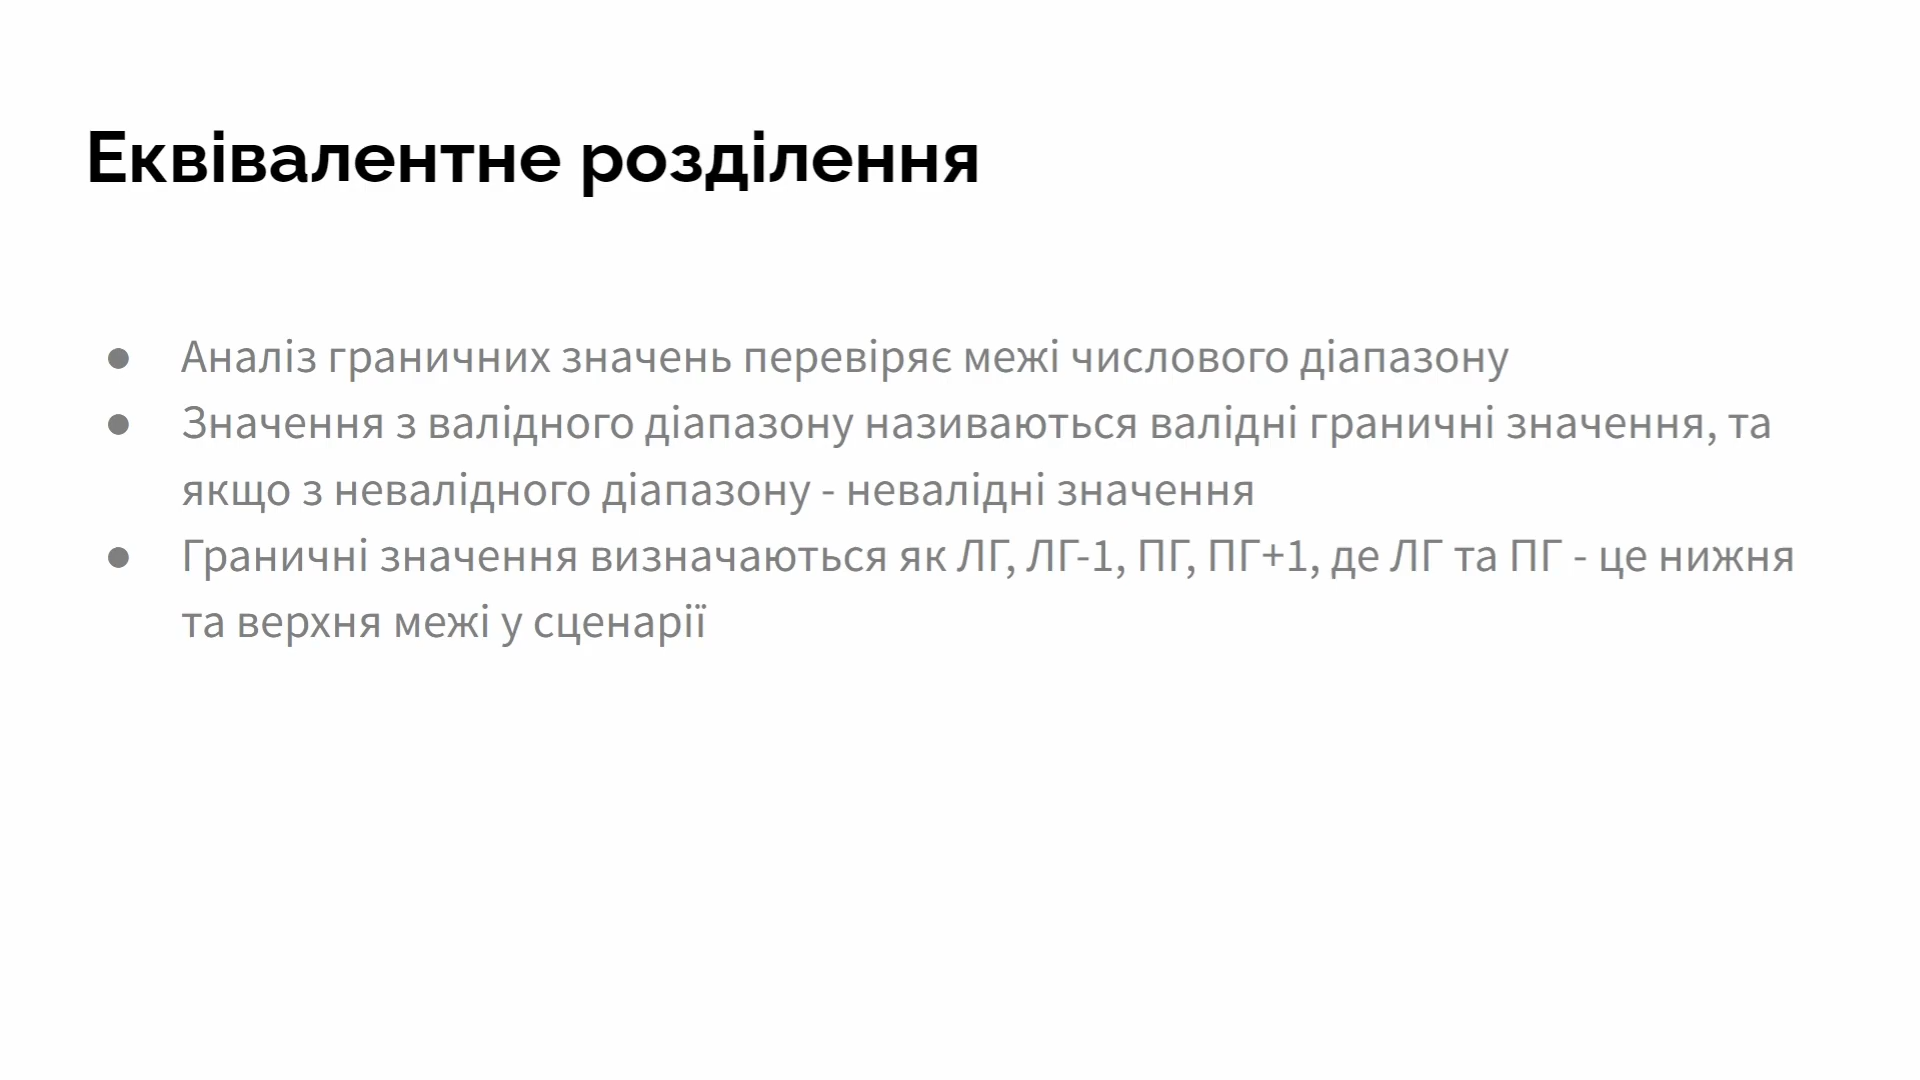 Еквівалентне розділення
● Аналіз граничних значень перевіряє межі числового діапазону
● Значення з валідного діапазону називаються валідні граничні значення, та
якщо з невалідного діапазону - невалідні значення
● Граничні значення визначаються як ЛГ, ЛГ-1, ПГ, ПГ+1, де ЛГ та ПГ - це нижня
та верхня межі у сценарії